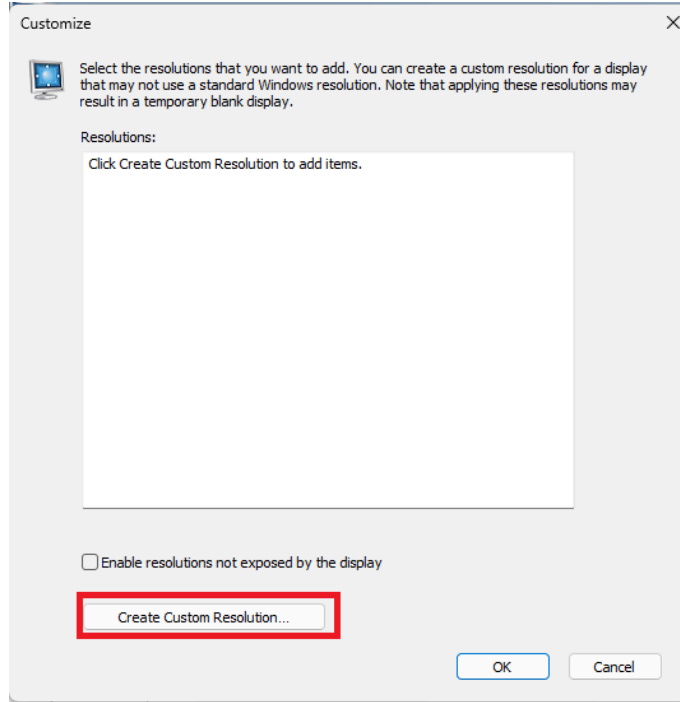 Customize
Select the resolutions that you want to add. You can create a custom resolution for a display
that may not use a standard Windows resolution. Note that applying these resolutions may
result in a temporary blank display.
Resolutions:
Click Create Custom Resolution to add items.
Enable resolutions not exposed by the display
Create Custom Resolution...
OK
Cancel